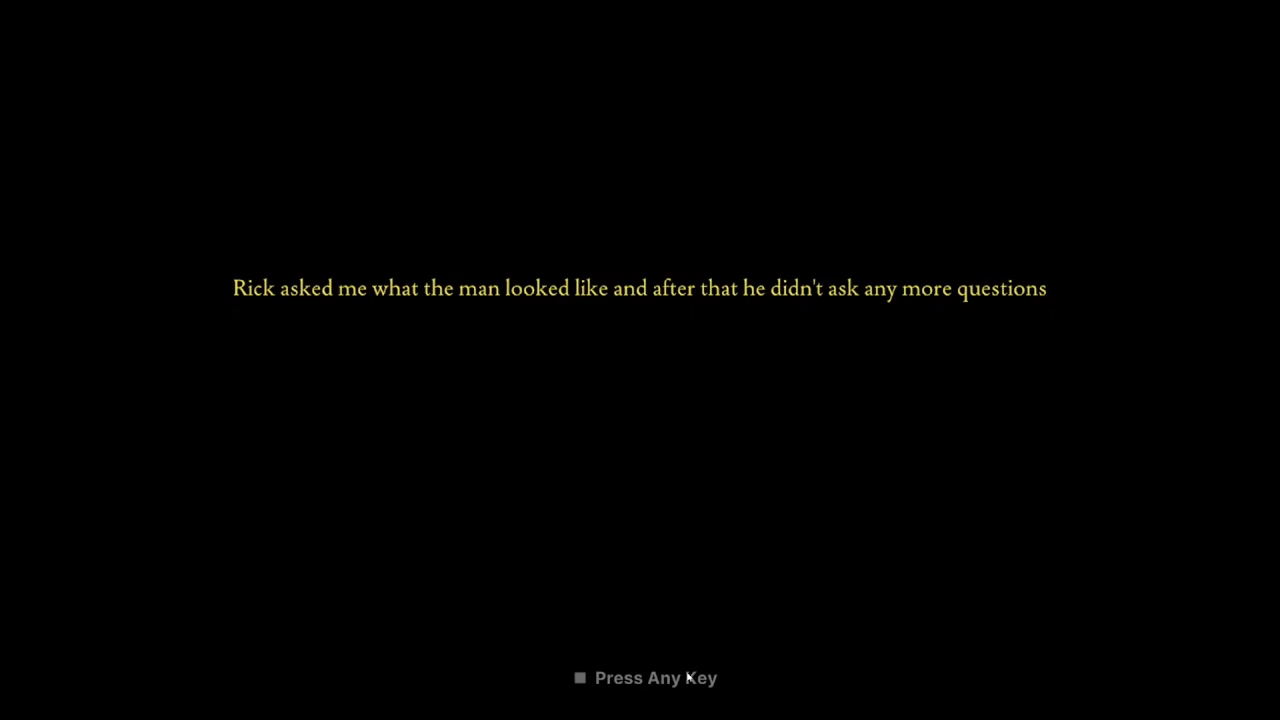 Rick asked me what the man looked like and after that he didn't ask any more questions
Press Any Key